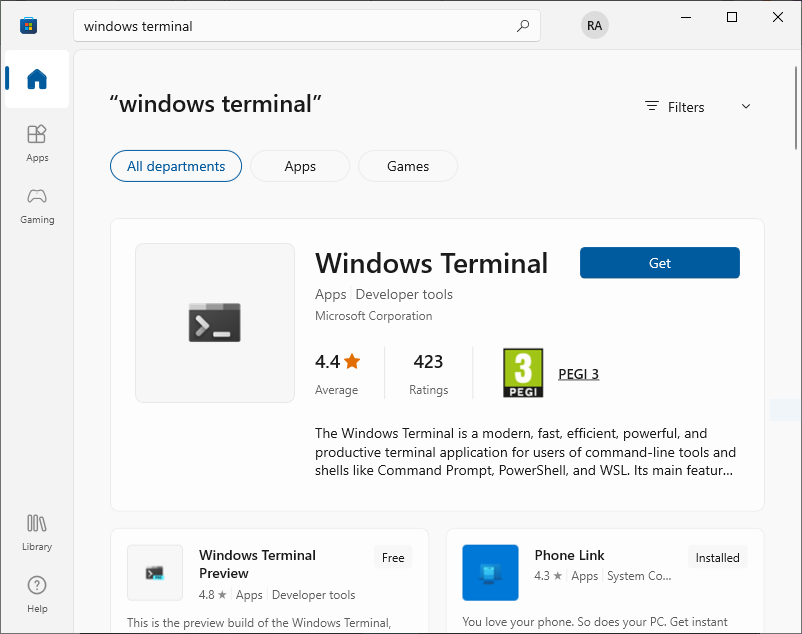 windows terminal
RA
“windows terminal”
Filters
All departments
Apps
Games
Apps
Gaming
Windows Terminal
Get
Apps Developer tools
Microsoft Corporation
4.4 423
Average Ratings
3
PEGI
PEGI 3
The Windows Terminal is a modern, fast, efficient, powerful, and
productive terminal application for users of command-line tools and
shells like Command Prompt, PowerShell, and WSL. Its main featur...
Library
Help
Windows Terminal
Preview
Free
4.8 ★ Apps Developer tools
This is the preview build of the Windows Terminal,
Phone Link
Installed
4.3 ★ Apps System Co...
You love your phone. So does your PC. Get instant